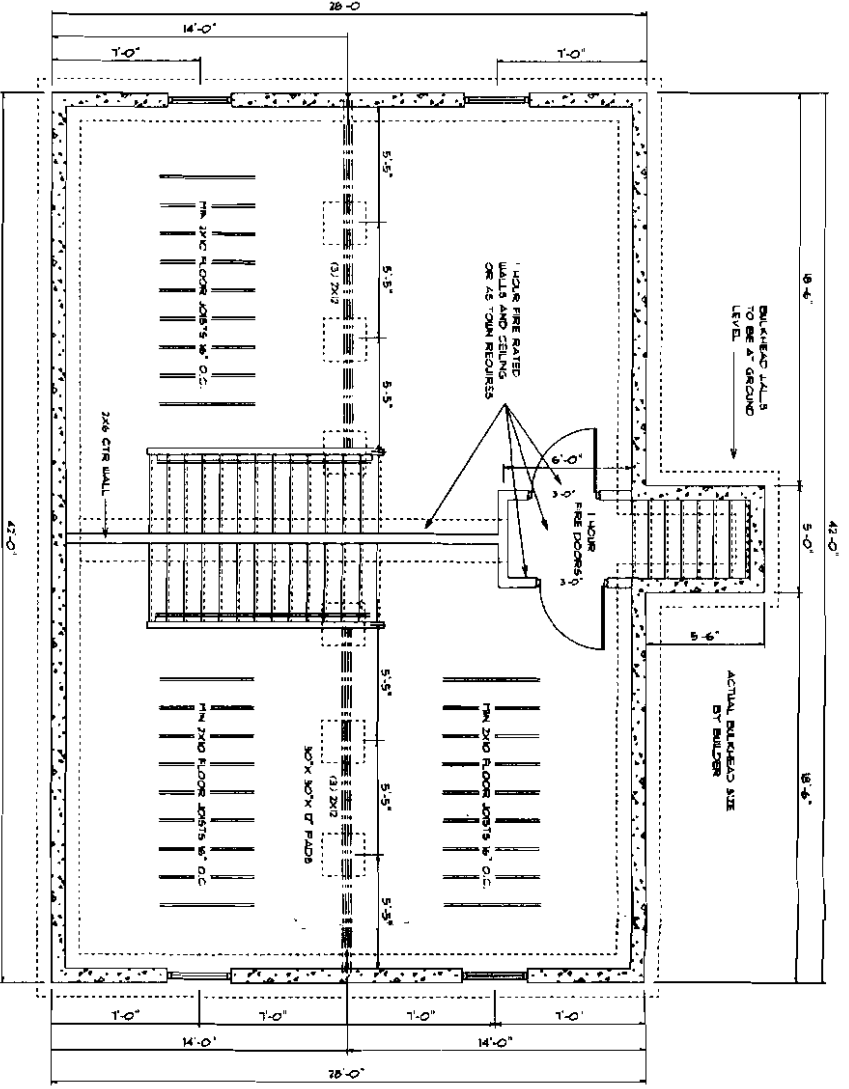 28-0
14'-0"
7'-0"
7'-0"
42'-0"
18-6"
5'-0"
18'-6"
42'-0"
BULKHEAD WALLS
TO BE AT GROUND
LEVEL
5'-6"
ACTUAL BULKHEAD SIZE
BY BUILDER
1 HOUR FIRE RATED
WALLS AND CEILING
OR AS TOWN REQUIRES
6'-0"
3-0"
1 HOUR
FIRE DOORS
3-0"
5'-5"
5'-5"
5'-5"
(3) 2X12
MIN 2X10 FLOOR JOISTS 16" O.C.
2X6 CTR WALL
5'-5"
5'-5"
5'-5"
(3) 2X12
30"X 30"X 12" PADS
MIN 2X10 FLOOR JOISTS 16" O.C.
MIN 2X10 FLOOR JOISTS 16" O.C.
7'-0"
7'-0"
7'-0"
7'-0"
14'-0"
14'-0"
28'-0"